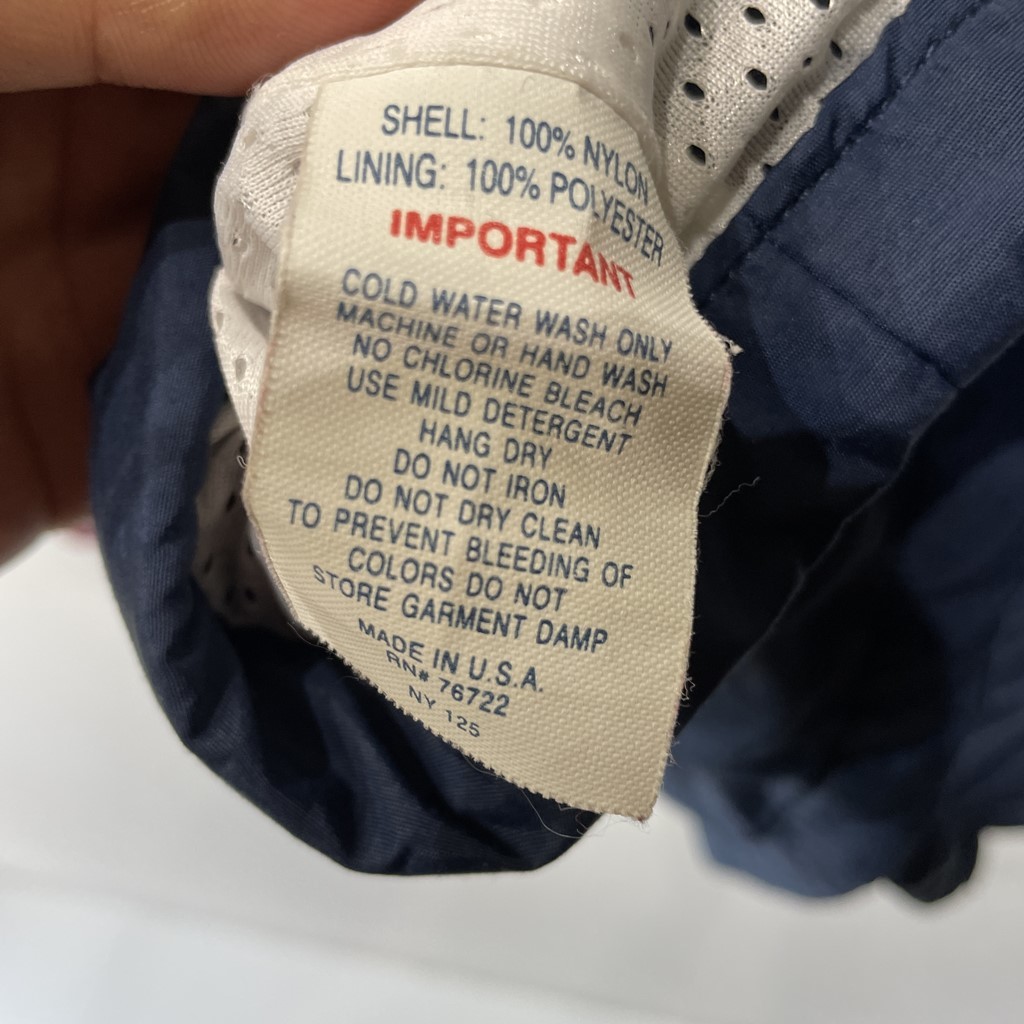 SHELL: 100% NYLON
LINING: 100% POLYESTER
IMPORTANT
COLD WATER WASH ONLY
MACHINE OR HAND WASH
NO CHLORINE BLEACH
USE MILD DETERGENT
HANG DRY
DO NOT IRON
DO NOT DRY CLEAN
TO PREVENT BLEEDING OF
COLORS DO NOT
STORE GARMENT DAMP
MADE IN U.S.A.
RN# 76722
NY 125